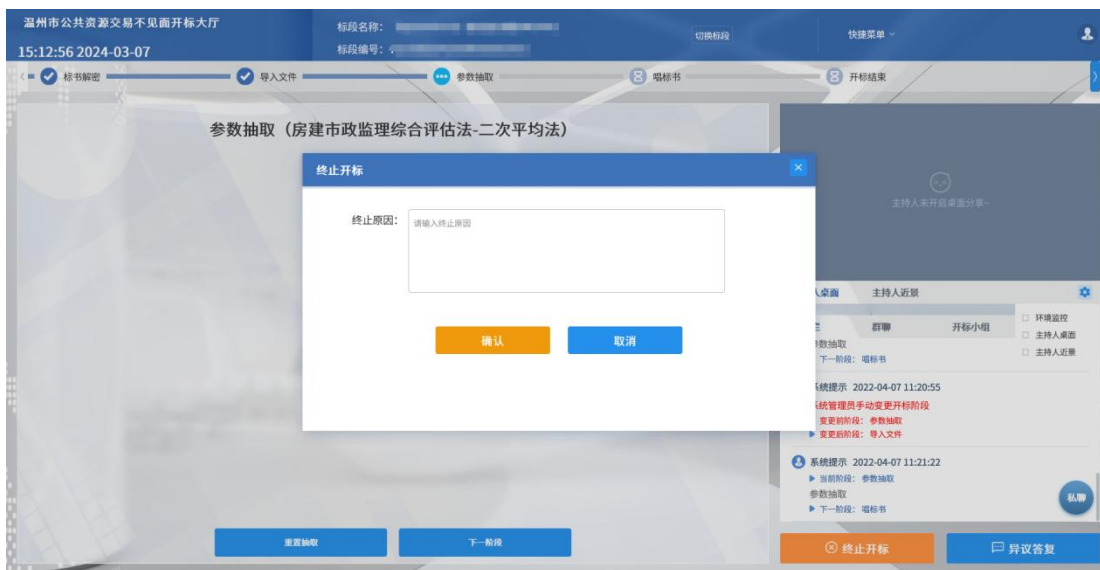 温州市公共资源交易不见面开标大厅
标段名称：
切换标段
快捷菜单
15:12:56 2024-03-07
标段编号：
标书解密
导入文件
参数抽取
唱标书
开标结束
参数抽取（房建市政监理综合评估法-二次平均法）
终止开标
终止原因：
请输入终止原因
确认
取消
主持人未开启桌面分享~
人桌面
主持人近景
群聊
开标小组
环境监控
主持人桌面
主持人近景
参数抽取
下一阶段：唱标书
系统提示 2022-04-07 11:20:55
系统管理员手动变更开标阶段
变更前阶段：参数抽取
变更后阶段：导入文件
系统提示 2022-04-07 11:21:22
当前阶段：参数抽取
参数抽取
下一阶段：唱标书
私聊
重置抽取
下一阶段
终止开标
异议答复